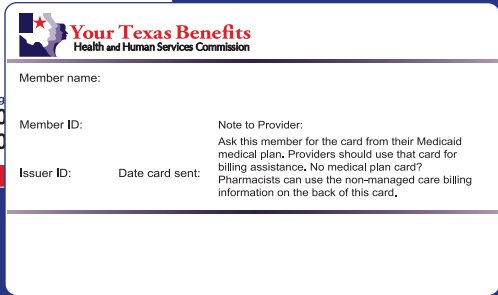 Your Texas Benefits
Health and Human Services Commission
Member name:
Member ID:
Note to Provider:
Ask this member for the card from their Medicaid
medical plan. Providers should use that card for
Issuer ID: Date card sent: billing assistance. No medical plan card?
Pharmacists can use the non-managed care billing
information on the back of this card.